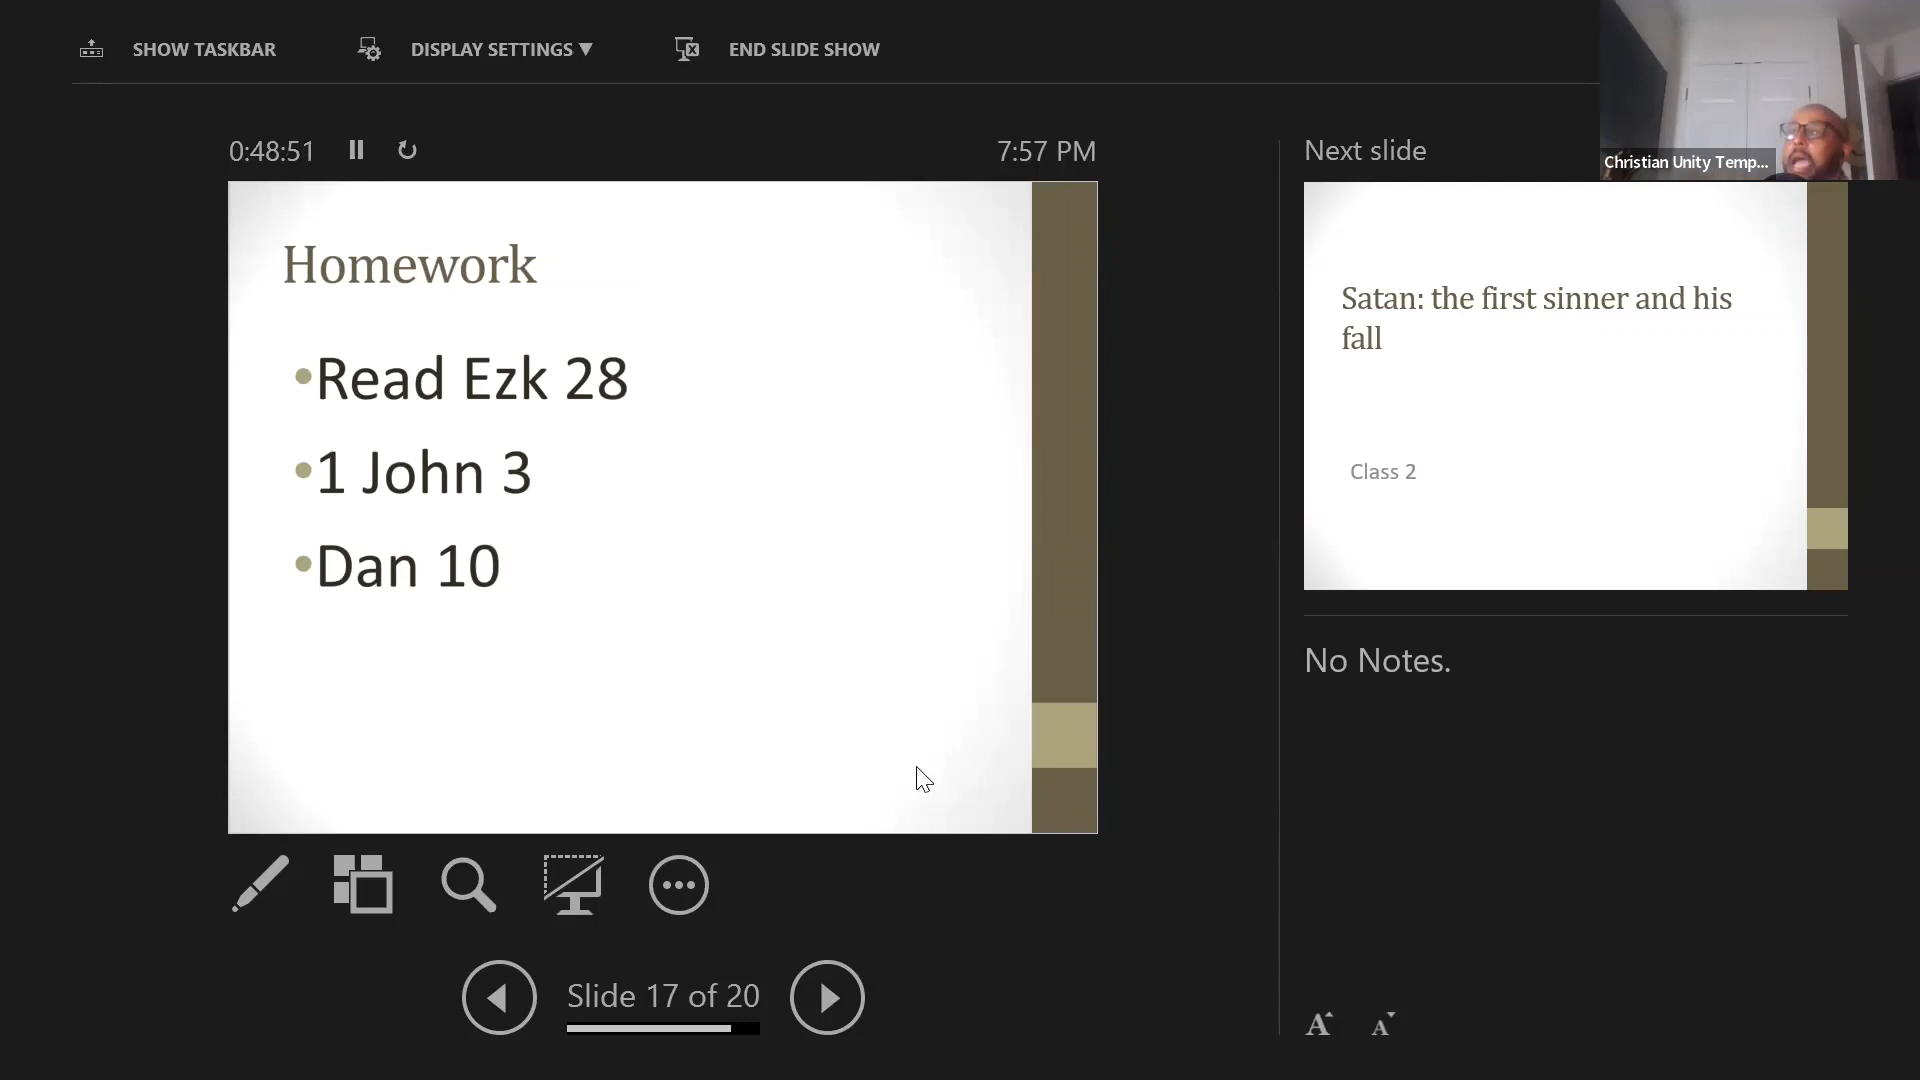 SHOW TASKBAR
DISPLAY SETTINGS ▼
END SLIDE SHOW
Christian Unity Temp...
0:48:51
7:57 PM
Next slide
Homework
•Read Ezk 28
•1 John 3
•Dan 10
Satan: the first sinner and his
fall
Class 2
No Notes.
Slide 17 of 20
A
A